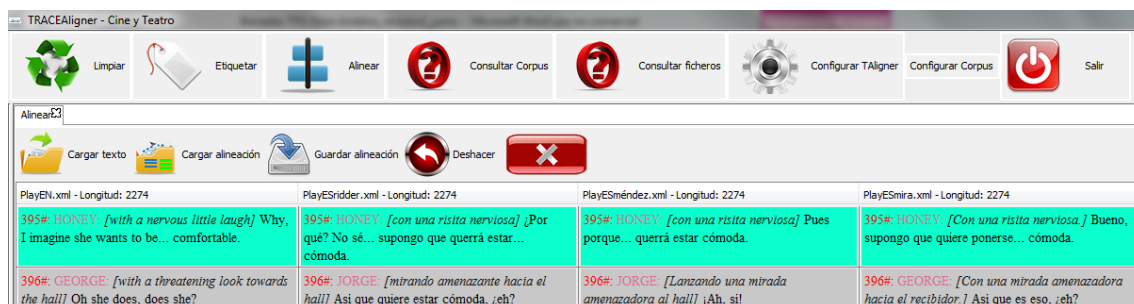 TRACEAligner - Cine y Teatro
Limpiar Etiquetar Alinear Consultar Corpus Consultar ficheros Configurar TAligner Configurar Corpus Salir
Alinear
Cargar texto Cargar alineación Guardar alineación Deshacer
PlayEN.xml - Longitud: 2274
PlayESridder.xml - Longitud: 2274
PlayESméndez.xml - Longitud: 2274
PlayESmira.xml - Longitud: 2274
395#: HONEY: [with a nervous little laugh] Why,
I imagine she wants to be... comfortable.
395#: HONEY: [con una risita nerviosa] ¿Por
qué? No sé... supongo que querrá estar...
cómoda.
395#: HONEY: [con una risita nerviosa] Pues
porque... querrá estar cómoda.
395#: HONEY: [Con una risita nerviosa.] Bueno,
supongo que quiere ponerse... cómoda.
396#: GEORGE: [with a threatening look towards
the hall] Oh she does, does she?
396#: JORGE: [mirando amenazante hacia el
hall] Así que quiere estar cómoda, ¿eh?
396#: JORGE: [Lanzando una mirada
amenazadora al hall] ¡Ah, sí!
396#: GEORGE: [Con una mirada amenazadora
hacia el recibidor.] Así que es eso, ¿eh?